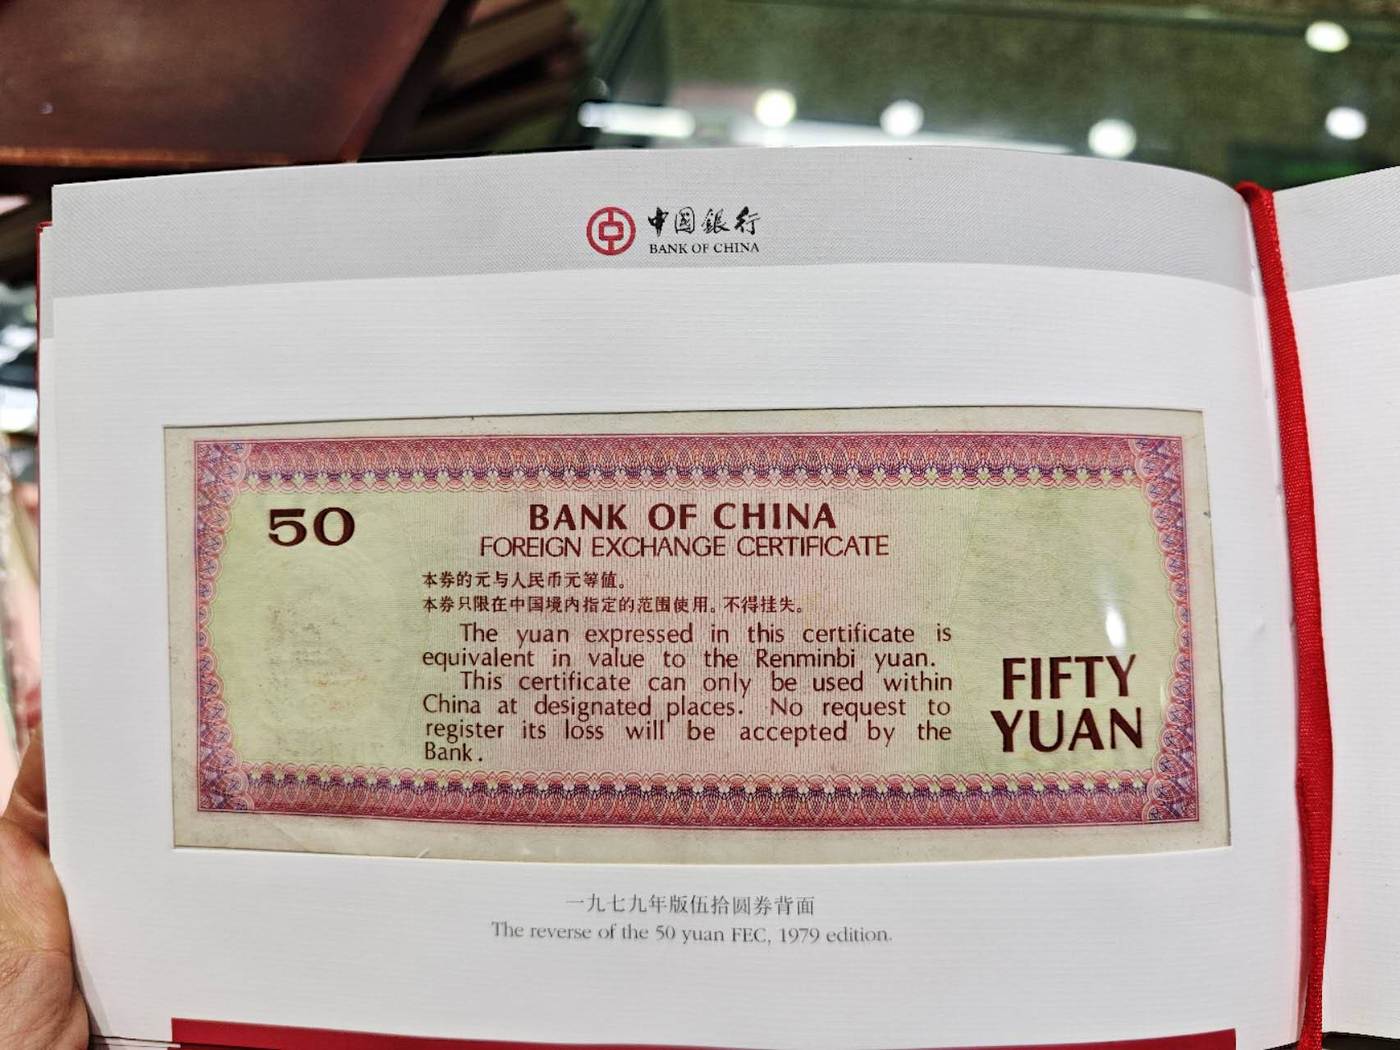 中國銀行
BANK OF CHINA
50
BANK OF CHINA
FOREIGN EXCHANGE CERTIFICATE
本券的元与人民币元等值。
本券只限在中国境内指定的范围使用。不得挂失。
The yuan expressed in this certificate is
equivalent in value to the Renminbi yuan.
This certificate can only be used within
China at designated places. No request to
register its loss will be accepted by the
Bank.
FIFTY
YUAN
一九七九年版伍拾圆券背面
The reverse of the 50 yuan FEC, 1979 edition.